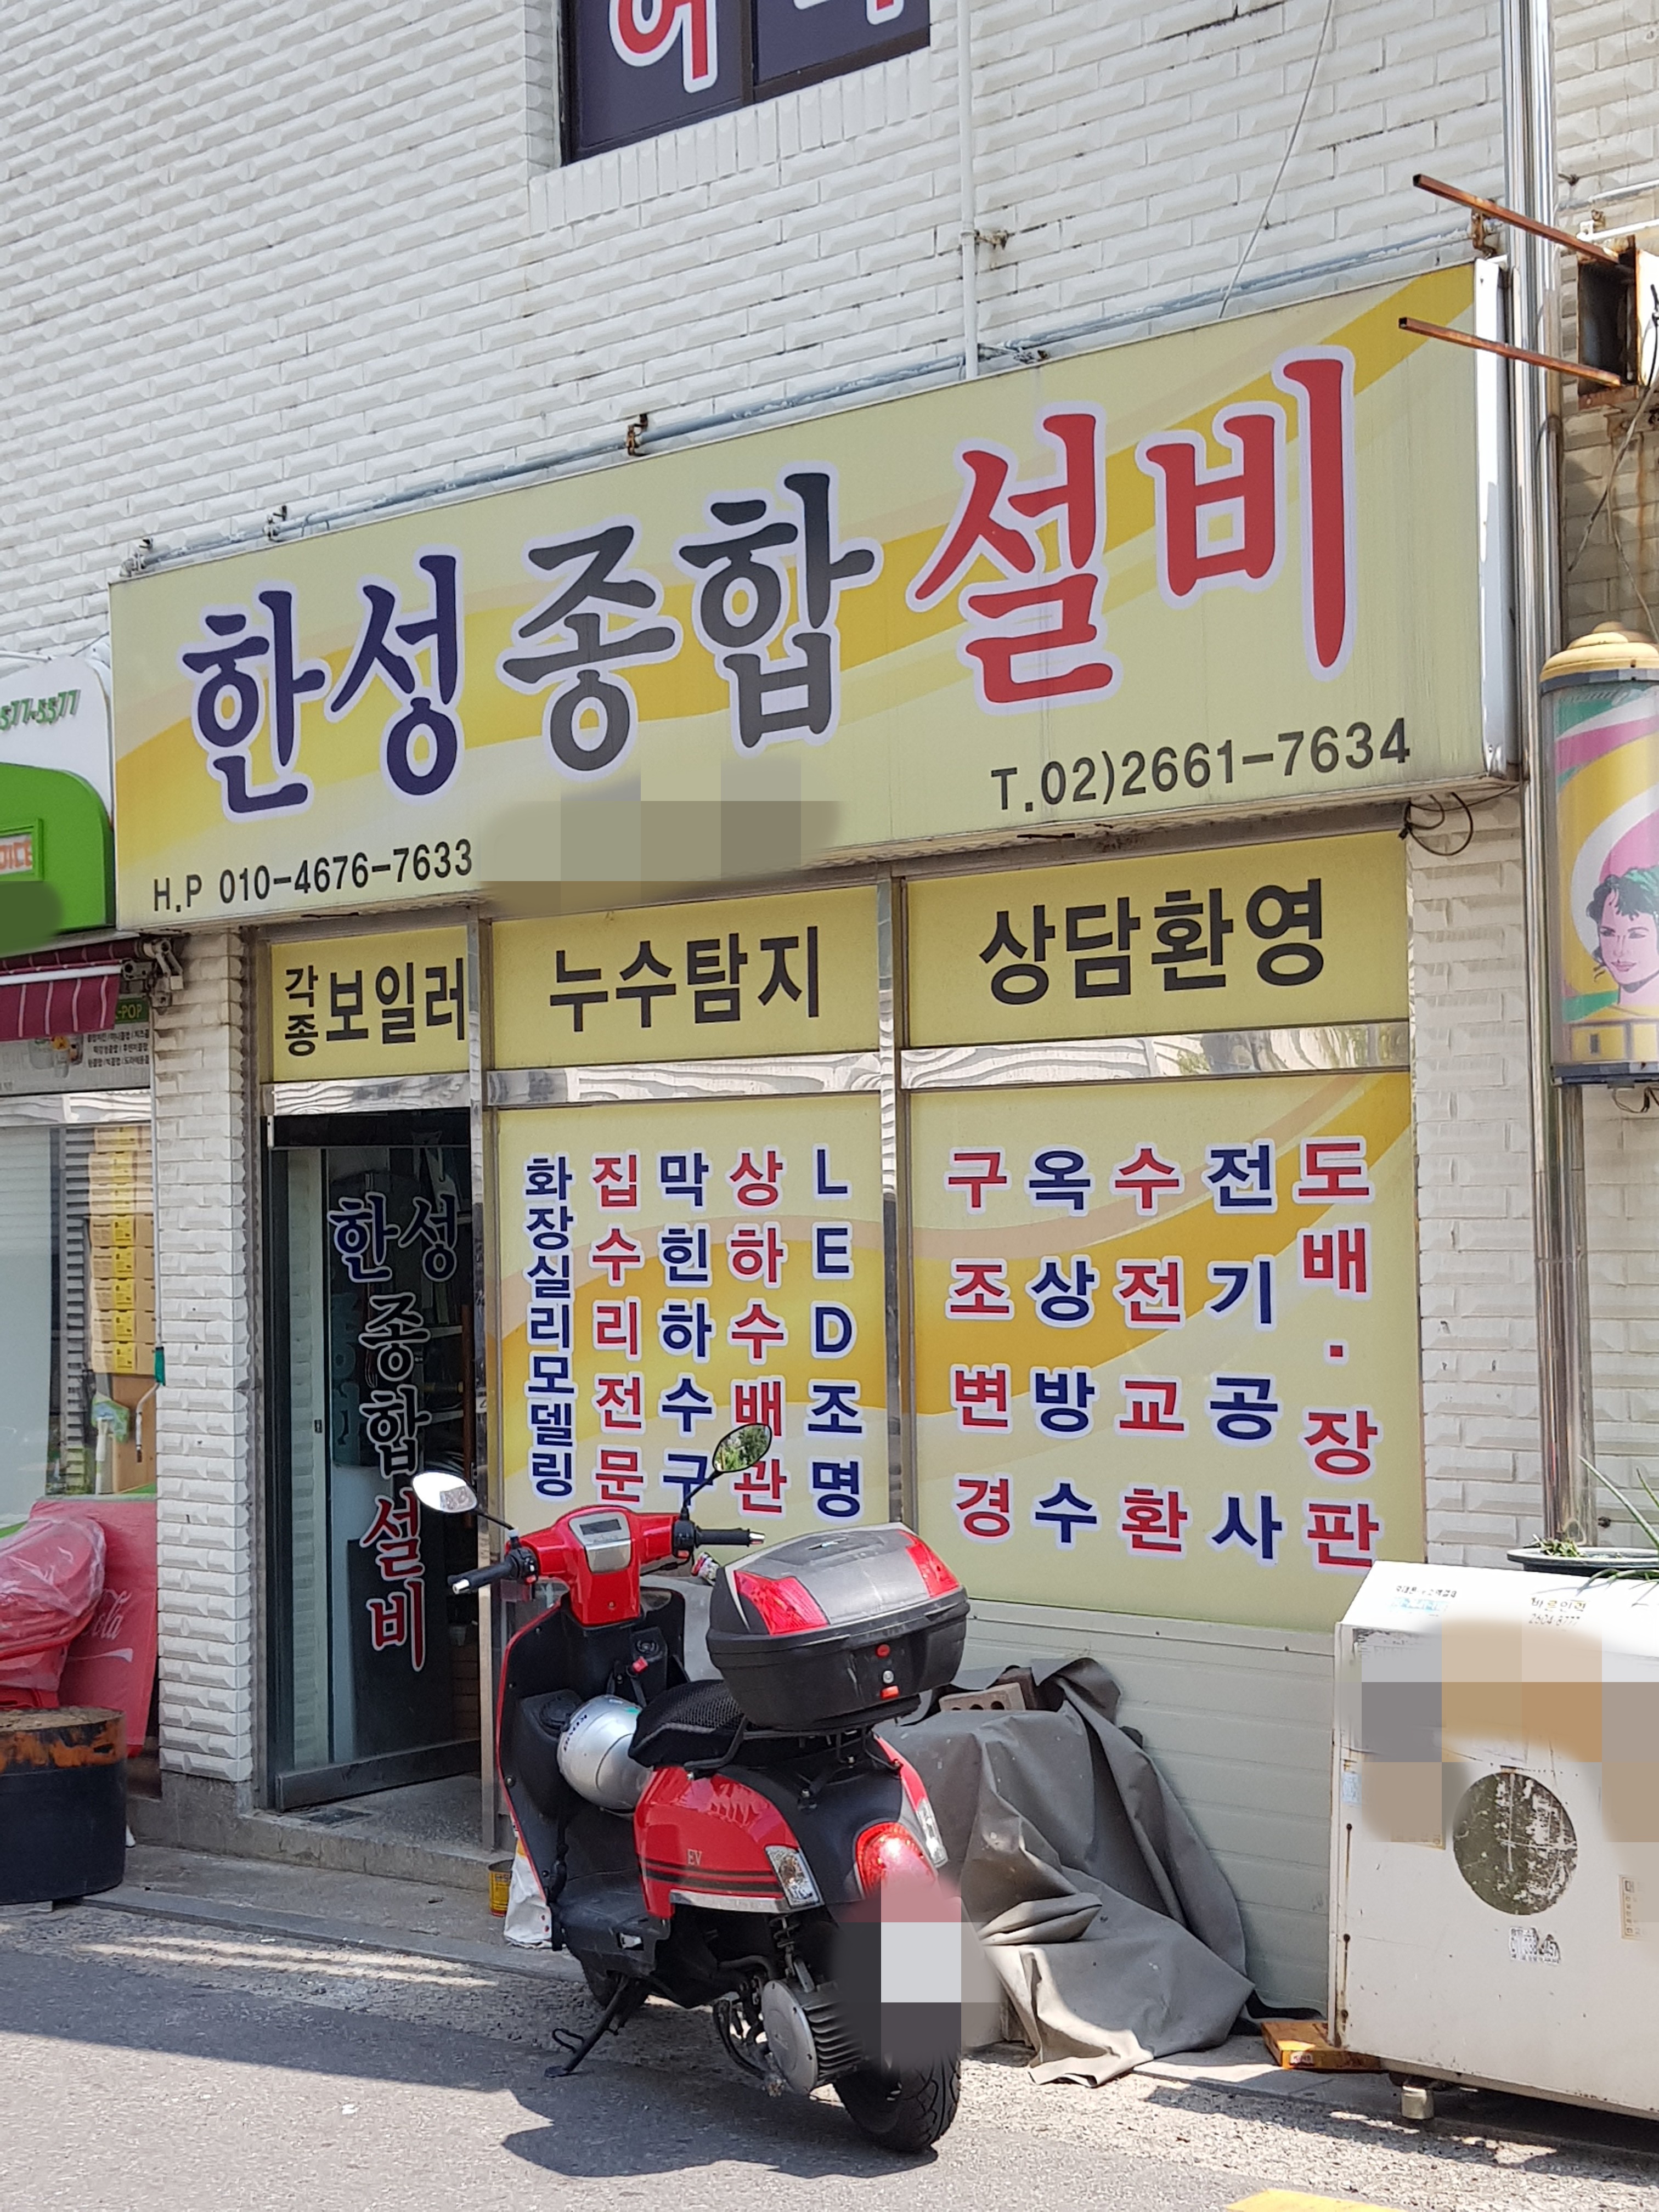 한성종합설비
H.P 010-4676-7633
T.02)2661-7634
각종 보일러
누수탐지
상담환영
한성
종합
설비
화장실리모델링
집수리전문
막힌하수구
상하수배관
LED조명
구조변경
옥상방수
수전교환
전기공사
도배·장판
577-5577
EV